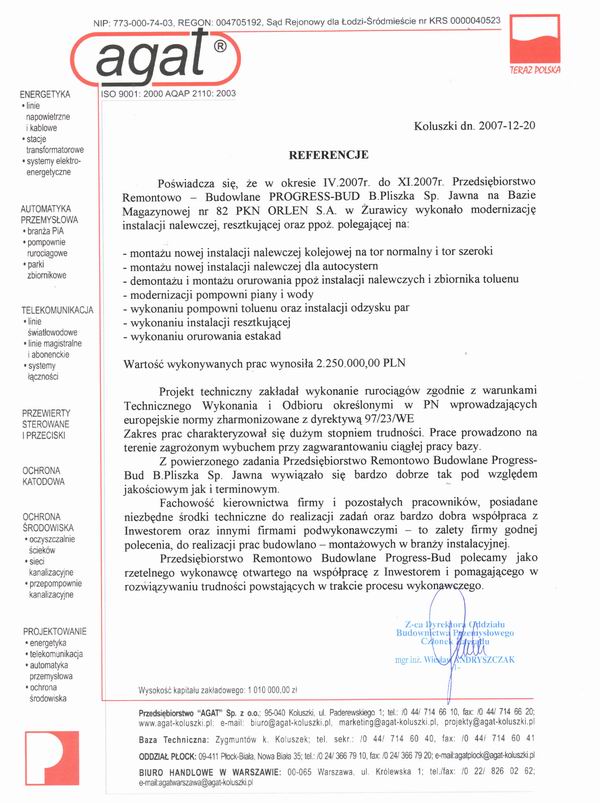 NIP: 773-000-74-03, REGON: 004705192, Sąd Rejonowy dla Łodzi-Śródmieście nr KRS 0000040523
agat®
TERAZ POLSKA
ISO 9001: 2000 AQAP 2110: 2003
ENERGETYKA
• linie
napowietrzne
i kablowe
• stacje
transformatorowe
• systemy elektro-
energetyczne
AUTOMATYKA
PRZEMYSŁOWA
• branża PiA
• pompownie
rurociągowe
• parki
zbiornikowe
TELEKOMUNIKACJA
• linie
światłowodowe
• linie magistralne
i abonenckie
• systemy
łączności
PRZEWIERTY
STEROWANE
I PRZECISKI
OCHRONA
KATODOWA
OCHRONA
ŚRODOWISKA
• oczyszczalnie
ścieków
• sieci
kanalizacyjne
• przepompownie
kanalizacyjne
PROJEKTOWANIE
• energetyka
• telekomunikacja
• automatyka
przemysłowa
• ochrona
środowiska
Koluszki dn. 2007-12-20
REFERENCJE
Poświadcza się, że w okresie IV.2007r. do XI.2007r. Przedsiębiorstwo
Remontowo – Budowlane PROGRESS-BUD B.Pliszka Sp. Jawna na Bazie
Magazynowej nr 82 PKN ORLEN S.A. w Żurawicy wykonało modernizację
instalacji nalewczej, resztkującej oraz ppoż. polegającej na:
- montażu nowej instalacji nalewczej kolejowej na tor normalny i tor szeroki
- montażu nowej instalacji nalewczej dla autocystern
- demontażu i montażu orurowania ppoż instalacji nalewczych i zbiornika toluenu
- modernizacji pompowni piany i wody
- wykonaniu pompowni toluenu oraz instalacji odzysku par
- wykonaniu instalacji resztkującej
- wykonaniu orurowania estakad
Wartość wykonywanych prac wynosiła 2.250.000,00 PLN
Projekt techniczny zakładał wykonanie rurociągów zgodnie z warunkami
Technicznego Wykonania i Odbioru określonymi w PN wprowadzających
europejskie normy zharmonizowane z dyrektywą 97/23/WE
Zakres prac charakteryzował się dużym stopniem trudności. Prace prowadzono na
terenie zagrożonym wybuchem przy zagwarantowaniu ciągłej pracy bazy.
Z powierzonego zadania Przedsiębiorstwo Remontowo Budowlane Progress-
Bud B.Pliszka Sp. Jawna wywiązało się bardzo dobrze tak pod względem
jakościowym jak i terminowym.
Fachowość kierownictwa firmy i pozostałych pracowników, posiadane
niezbędne środki techniczne do realizacji zadań oraz bardzo dobra współpraca z
Inwestorem oraz innymi firmami podwykonawczymi – to zalety firmy godnej
polecenia, do realizacji prac budowlano – montażowych w branży instalacyjnej.
Przedsiębiorstwo Remontowo Budowlane Progress-Bud polecamy jako
rzetelnego wykonawcę otwartego na współpracę z Inwestorem i pomagającego w
rozwiązywaniu trudności powstających w trakcie procesu wykonawczego.
Z-ca Dyrektora Oddziału
Budownictwa Przemysłowego
Członek Zarządu
mgr.inż. Wiesław ANDRYSZCZAK
Wysokość kapitału zakładowego: 1 010 000,00 zł
Przedsiębiorstwo "AGAT" Sp. z o.o.; 95-040 Koluszki, ul. Paderewskiego 1; tel.: /0 44/ 714 66 10, fax: /0 44/ 714 66 20;
www.agat-koluszki.pl; e-mail: biuro@agat-koluszki.pl, marketing@agat-koluszki.pl, projekty@agat-koluszki.pl
Baza Techniczna: Zygmuntów k. Koluszek; tel. sekr.: /0 44/ 714 60 40, fax: /0 44/ 714 60 41
ODDZIAŁ PŁOCK: 09-411 Płock-Biała, Nowa Biała 35; tel.: /0 24/ 366 79 10, fax: /0 24/ 366 79 20; e-mail:agatplock@agat-koluszki.pl
BIURO HANDLOWE W WARSZAWIE: 00-065 Warszawa, ul. Królewska 1; tel./fax: /0 22/ 826 02 62;
e-mail:agatwarszawa@agat-koluszki.pl